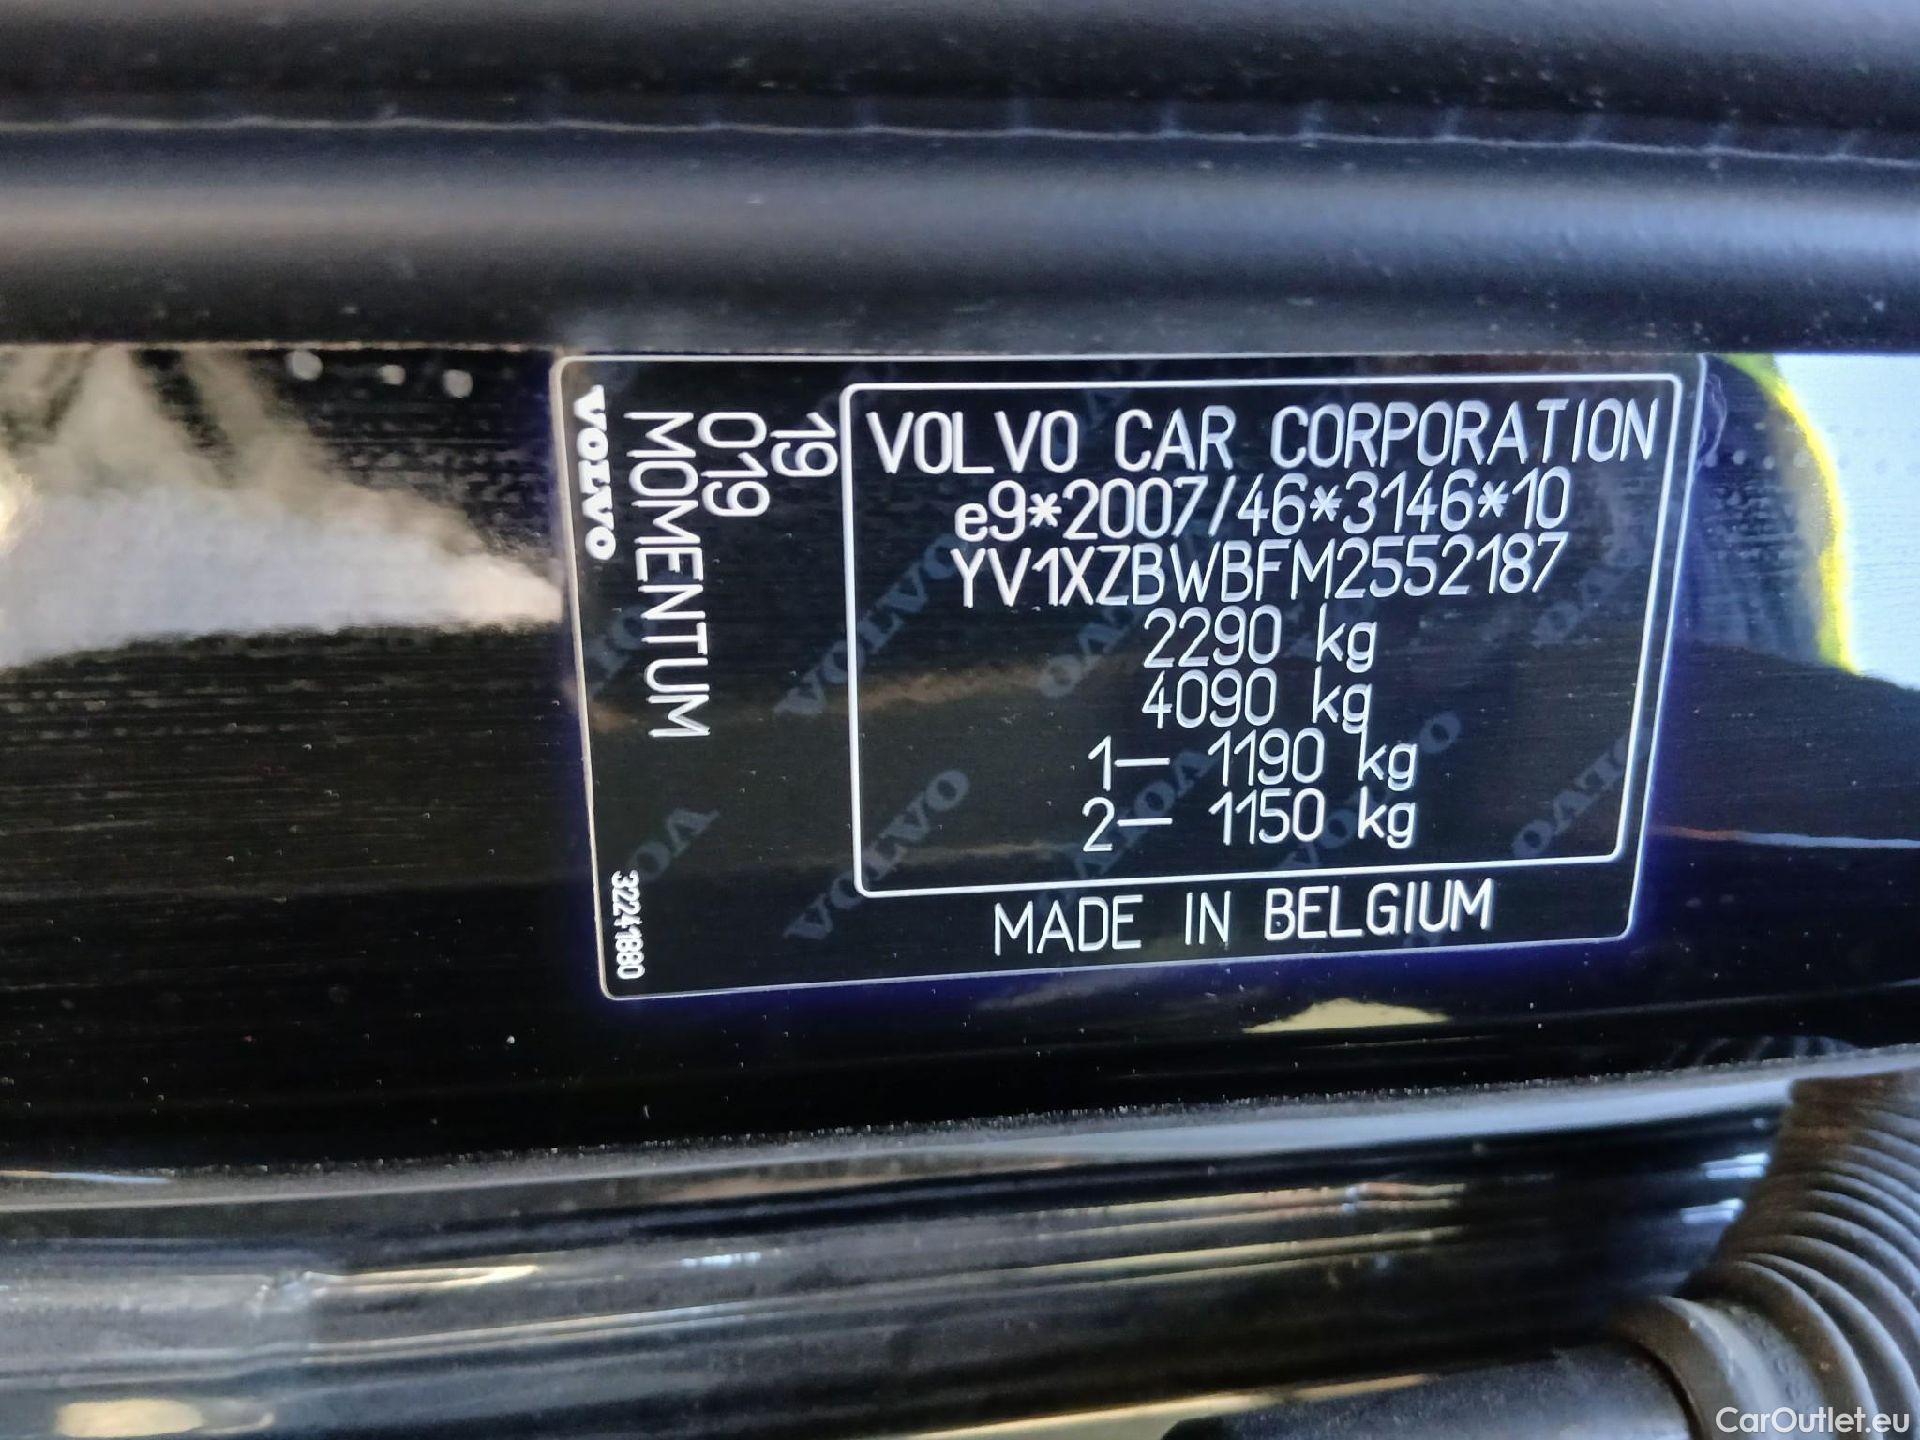 VOLVO
MOMENTUM
019
19
32241880
VOLVO CAR CORPORATION
e9*2007/46*3146*10
YV1XZBWBFM2552187
2290 kg
4090 kg
1— 1190 kg
2— 1150 kg
MADE IN BELGIUM
CarOutlet.eu